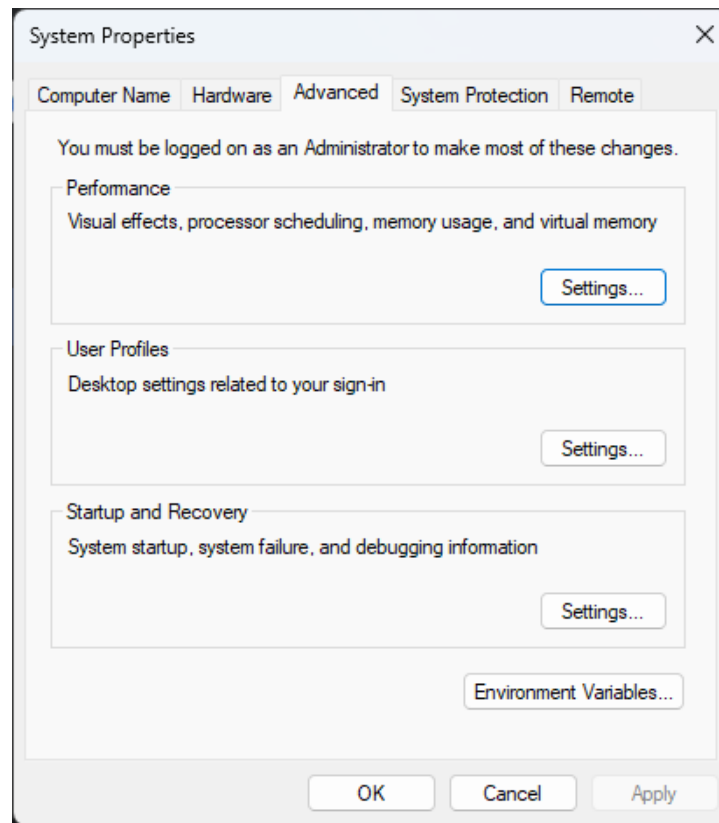 System Properties
Computer Name Hardware Advanced System Protection Remote
You must be logged on as an Administrator to make most of these changes.
Performance
Visual effects, processor scheduling, memory usage, and virtual memory
Settings...
User Profiles
Desktop settings related to your sign-in
Settings...
Startup and Recovery
System startup, system failure, and debugging information
Settings...
Environment Variables...
OK Cancel Apply